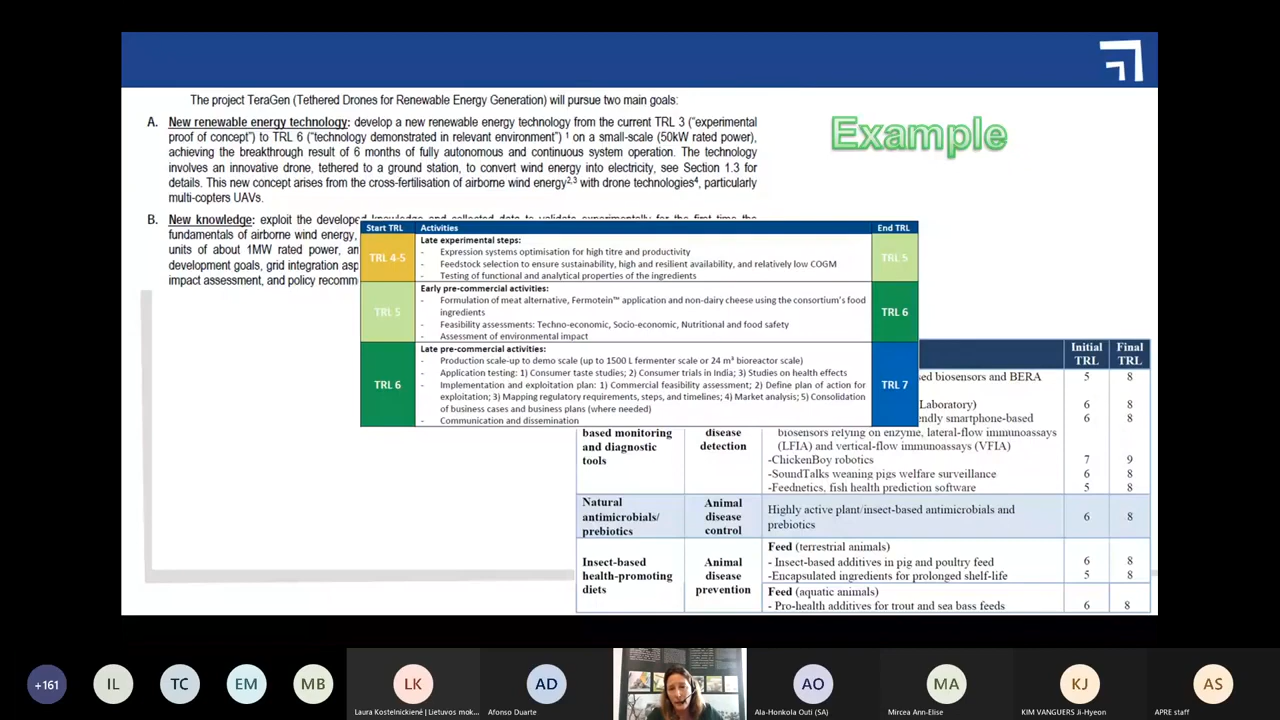 The project TeraGen (Tethered Drones for Renewable Energy Generation) will pursue two main goals:
A. New renewable energy technology: develop a new renewable energy technology from the current TRL 3 ("experimental
proof of concept") to TRL 6 ("technology demonstrated in relevant environment") 1 on a small-scale (50kW rated power),
achieving the breakthrough result of 6 months of fully autonomous and continuous system operation. The technology
involves an innovative drone, tethered to a ground station, to convert wind energy into electricity, see Section 1.3 for
details. This new concept arises from the cross-fertilisation of airborne wind energy2,3 with drone technologies4, particularly
multi-copters UAVs.
B. New knowledge: exploit the developed knowledge and collected data to validate experimentally for the first time the
fundamentals of airborne wind energy,
units of about 1MW rated power, an
development goals, grid integration asp
impact assessment, and policy recomm
Example
Start TRL Activities End TRL
TRL 4-5
Late experimental steps:
- Expression systems optimisation for high titre and productivity
- Feedstock selection to ensure sustainability, high and resilient availability, and relatively low COGM
- Testing of functional and analytical properties of the ingredients
TRL 5
TRL 5
Early pre-commercial activities:
- Formulation of meat alternative, Fermotein™ application and non-dairy cheese using the consortium's food
ingredients
- Feasibility assessments: Techno-economic, Socio-economic, Nutritional and food safety
- Assessment of environmental impact
TRL 6
TRL 6
Late pre-commercial activities:
- Production scale-up to demo scale (up to 1500 L fermenter scale or 24 m³ bioreactor scale)
- Application testing: 1) Consumer taste studies; 2) Consumer trials in India; 3) Studies on health effects
- Implementation and exploitation plan: 1) Commercial feasibility assessment; 2) Define plan of action for
exploitation; 3) Mapping regulatory requirements, steps, and timelines; 4) Market analysis; 5) Consolidation
of business cases and business plans (where needed)
- Communication and dissemination
TRL 7
Initial TRL Final TRL
ed biosensors and BERA 5 8
Laboratory) 6 8
endly smartphone-based 6 8
biosensors relying on enzyme, lateral-flow immunoassays
(LFIA) and vertical-flow immunoassays (VFIA)
-ChickenBoy robotics 7 9
-SoundTalks weaning pigs welfare surveillance 6 8
-Feednetics, fish health prediction software 5 8
based monitoring
and diagnostic
tools
disease
detection
Natural
antimicrobials/
prebiotics
Animal
disease
control
Highly active plant/insect-based antimicrobials and
prebiotics
6 8
Insect-based
health-promoting
diets
Animal
disease
prevention
Feed (terrestrial animals)
- Insect-based additives in pig and poultry feed 6 8
-Encapsulated ingredients for prolonged shelf-life 5 8
Feed (aquatic animals)
- Pro-health additives for trout and sea bass feeds 6 8
+161 IL TC EM MB LK AD AO MA KJ AS
Laura Kostelnickienė | Lietuvos mok... Afonso Duarte Ala-Honkola Outi (SA) Mircea Ann-Elise KIM VANGUERS Ji-Hyeon APRE staff